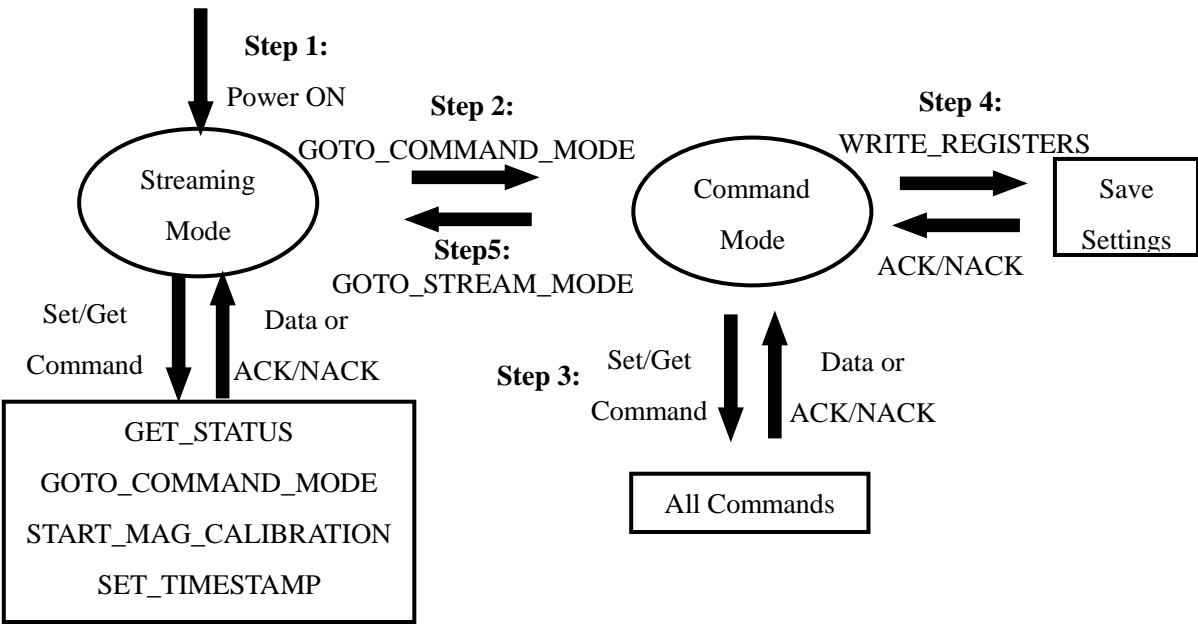 Step 1:
Power ON
Step 2:
GOTO_COMMAND_MODE
Step 4:
WRITE_REGISTERS
Streaming
Mode
Command
Mode
Save
Settings
Step5:
GOTO_STREAM_MODE
ACK/NACK
Set/Get
Command
Data or
ACK/NACK
Step 3:
Set/Get
Command
Data or
ACK/NACK
GET_STATUS
GOTO_COMMAND_MODE
START_MAG_CALIBRATION
SET_TIMESTAMP
All Commands